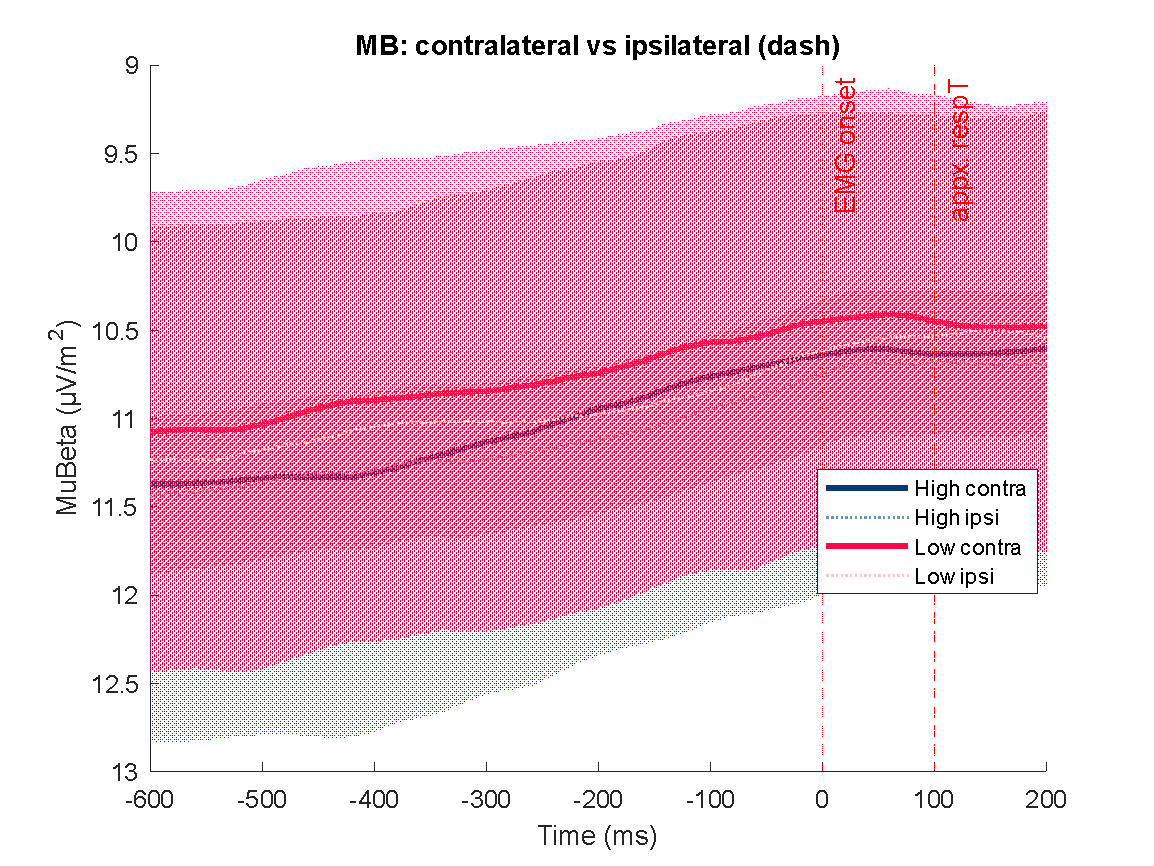 MB: contralateral vs ipsilateral (dash)
9
9.5
10
10.5
11
11.5
12
12.5
13
MuBeta (µV/m²)
EMG onset
appx. respT
High contra
High ipsi
Low contra
Low ipsi
-600 -500 -400 -300 -200 -100 0 100 200
Time (ms)